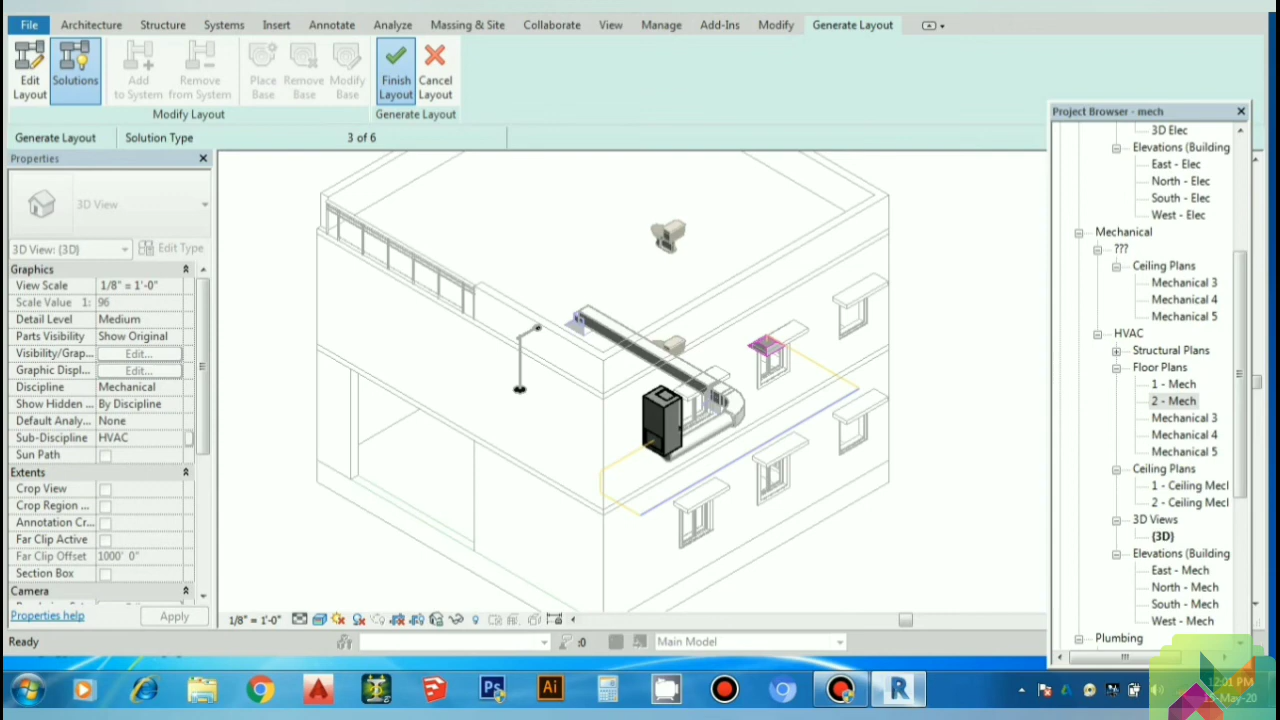 File Architecture Structure Systems Insert Annotate Analyze Massing & Site Collaborate View Manage Add-Ins Modify Generate Layout
Edit Layout
Solutions
Add to System
Remove from System
Place Base
Remove Base
Modify Base
Finish Layout
Cancel Layout
Modify Layout
Generate Layout
Generate Layout Solution Type 3 of 6
Properties
3D View
3D View: {3D} Edit Type
Graphics
View Scale 1/8" = 1'-0"
Scale Value 1: 96
Detail Level Medium
Parts Visibility Show Original
Visibility/Grap... Edit...
Graphic Displ... Edit...
Discipline Mechanical
Show Hidden ... By Discipline
Default Analy... None
Sub-Discipline HVAC
Sun Path
Extents
Crop View
Crop Region ...
Annotation Cr...
Far Clip Active
Far Clip Offset 1000' 0"
Section Box
Camera
Properties help Apply
1/8" = 1'-0"
Ready :0 Main Model
Project Browser - mech
3D Elec
Elevations (Building
East - Elec
North - Elec
South - Elec
West - Elec
Mechanical
???
Ceiling Plans
Mechanical 3
Mechanical 4
Mechanical 5
HVAC
Structural Plans
Floor Plans
1 - Mech
2 - Mech
Mechanical 3
Mechanical 4
Mechanical 5
Ceiling Plans
1 - Ceiling Mecl
2 - Ceiling Mecl
3D Views
{3D}
Elevations (Building
East - Mech
North - Mech
South - Mech
West - Mech
Plumbing
Ps Ai R
12:01 PM
15-May-20